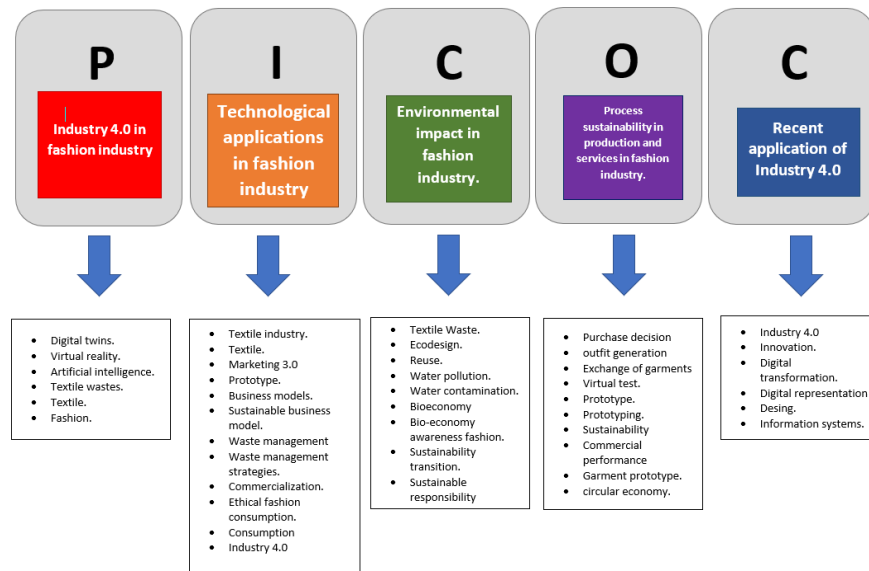 P
Industry 4.0 in
fashion industry
I
Technological
applications
in fashion
industry
C
Environmental
impact in
fashion
industry.
O
Process
sustainability in
production and
services in fashion
industry.
C
Recent
application of
Industry 4.0
• Digital twins.
• Virtual reality.
• Artificial intelligence.
• Textile wastes.
• Textile.
• Fashion.
• Textile industry.
• Textile.
• Marketing 3.0
• Prototype.
• Business models.
• Sustainable business
model.
• Waste management
• Waste management
strategies.
• Commercialization.
• Ethical fashion
consumption.
• Consumption
• Industry 4.0
• Textile Waste.
• Ecodesign.
• Reuse.
• Water pollution.
• Water contamination.
• Bioeconomy
• Bio-economy
awareness fashion.
• Sustainability
transition.
• Sustainable
responsibility
• Purchase decision
• outfit generation
• Exchange of garments
• Virtual test.
• Prototype.
• Prototyping.
• Sustainability
• Commercial
performance
• Garment prototype.
• circular economy.
• Industry 4.0
• Innovation.
• Digital
transformation.
• Digital representation
• Desing.
• Information systems.